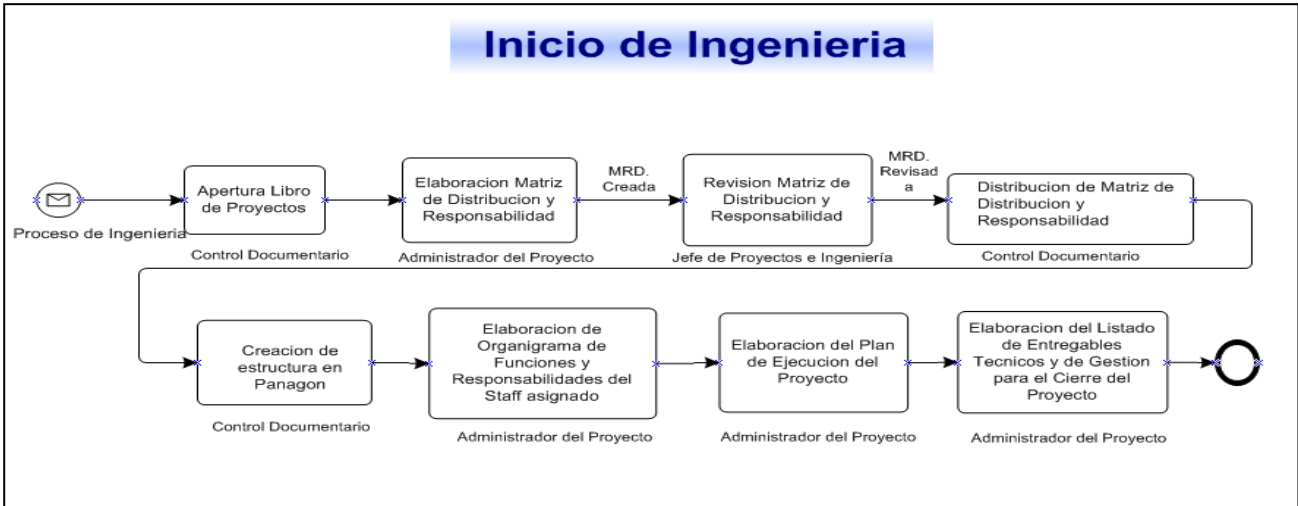 Inicio de Ingenieria
Apertura Libro
de Proyectos
Control Documentario
Elaboracion Matriz
de Distribucion y
Responsabilidad
Administrador del Proyecto
MRD.
Creada
Revision Matriz de
Distribucion y
Responsabilidad
Jefe de Proyectos e Ingeniería
MRD.
Revisad
a
Distribucion de Matriz de
Distribucion y
Responsabilidad
Control Documentario
Proceso de Ingenieria
Creacion de
estructura en
Panagon
Control Documentario
Elaboracion de
Organigrama de
Funciones y
Responsabilidades del
Staff asignado
Administrador del Proyecto
Elaboracion del Plan
de Ejecucion del
Proyecto
Administrador del Proyecto
Elaboracion del Listado
de Entregables
Tecnicos y de Gestion
para el Cierre del
Proyecto
Administrador del Proyecto